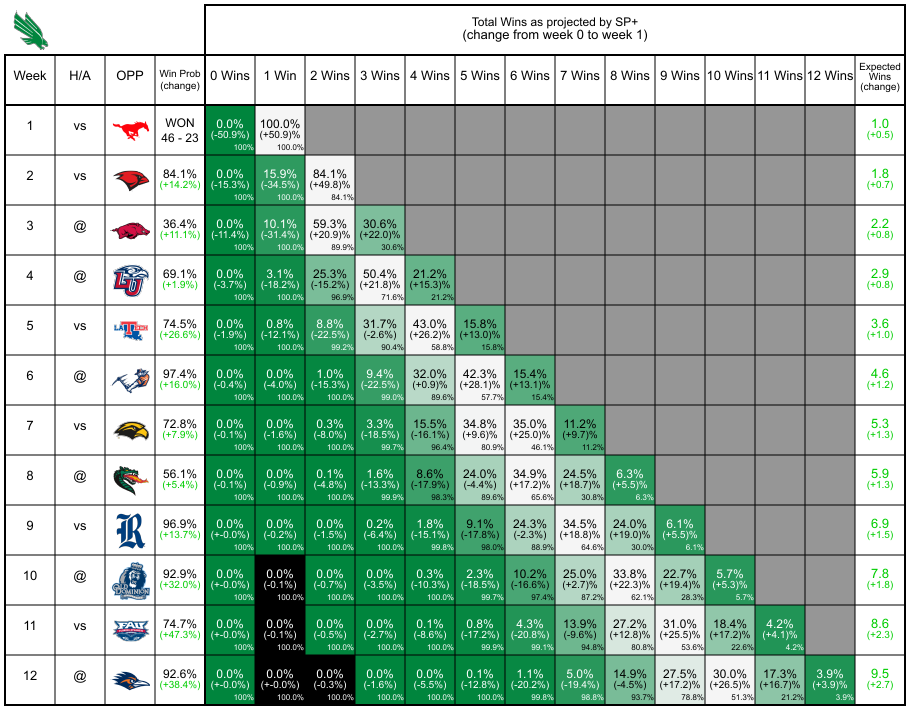 Total Wins as projected by SP+
(change from week 0 to week 1)
Week H/A OPP Win Prob (change) 0 Wins 1 Win 2 Wins 3 Wins 4 Wins 5 Wins 6 Wins 7 Wins 8 Wins 9 Wins 10 Wins 11 Wins 12 Wins Expected Wins (change)
1 vs WON 0.0% 100.0% 1.0
46 - 23 (-50.9%) (+50.9)% (+0.5)
100% 100.0%
2 vs 84.1% 0.0% 15.9% 84.1% 1.8
(+14.2%) (-15.3%) (-34.5%) (+49.8)% (+0.7)
100% 100.0% 84.1%
3 @ 36.4% 0.0% 10.1% 59.3% 30.6% 2.2
(+11.1%) (-11.4%) (-31.4%) (+20.9)% (+22.0)% (+0.8)
100% 100.0% 89.9% 30.6%
4 @ LU 69.1% 0.0% 3.1% 25.3% 50.4% 21.2% 2.9
(+1.9%) (-3.7%) (-18.2%) (-15.2%) (+21.8)% (+15.3)% (+0.8)
100% 100.0% 96.9% 71.6% 21.2%
5 vs LA TECH 74.5% 0.0% 0.8% 8.8% 31.7% 43.0% 15.8% 3.6
(+26.6%) (-1.9%) (-12.1%) (-22.5%) (-2.6%) (+26.2)% (+13.0)% (+1.0)
100% 100.0% 99.2% 90.4% 58.8% 15.8%
6 @ 97.4% 0.0% 0.0% 1.0% 9.4% 32.0% 42.3% 15.4% 4.6
(+16.0%) (-0.4%) (-4.0%) (-15.3%) (-22.5%) (+0.9)% (+28.1)% (+13.1)% (+1.2)
100% 100.0% 100.0% 99.0% 89.6% 57.7% 15.4%
7 vs 72.8% 0.0% 0.0% 0.3% 3.3% 15.5% 34.8% 35.0% 11.2% 5.3
(+7.9%) (-0.1%) (-1.6%) (-8.0%) (-18.5%) (-16.1%) (+9.6)% (+25.0)% (+9.7)% (+1.3)
100% 100.0% 100.0% 99.7% 96.4% 80.9% 46.1% 11.2%
8 @ 56.1% 0.0% 0.0% 0.1% 1.6% 8.6% 24.0% 34.9% 24.5% 6.3% 5.9
(+5.4%) (-0.1%) (-0.9%) (-4.8%) (-13.3%) (-17.9%) (-4.4%) (+17.2)% (+18.7)% (+5.5)% (+1.3)
100% 100.0% 100.0% 99.9% 98.3% 89.6% 65.6% 30.8% 6.3%
9 vs R 96.9% 0.0% 0.0% 0.0% 0.2% 1.8% 9.1% 24.3% 34.5% 24.0% 6.1% 6.9
(+13.7%) (+0.0%) (-0.2%) (-1.5%) (-6.4%) (-15.1%) (-17.8%) (-2.3%) (+18.8)% (+19.0)% (+5.5)% (+1.5)
100% 100.0% 100.0% 100.0% 99.8% 98.0% 88.9% 64.6% 30.0% 6.1%
10 @ OLD DOMINION 92.9% 0.0% 0.0% 0.0% 0.0% 0.3% 2.3% 10.2% 25.0% 33.8% 22.7% 5.7% 7.8
(+32.0%) (+0.0%) (-0.1%) (-0.7%) (-3.5%) (-10.3%) (-18.5%) (-16.6%) (+2.7)% (+22.3)% (+19.4)% (+5.3)% (+1.8)
100% 100.0% 100.0% 100.0% 100.0% 99.7% 97.4% 87.2% 62.1% 28.3% 5.7%
11 vs FAU 74.7% 0.0% 0.0% 0.0% 0.0% 0.1% 0.8% 4.3% 13.9% 27.2% 31.0% 18.4% 4.2% 8.6
(+47.3%) (+0.0%) (-0.1%) (-0.5%) (-2.7%) (-8.6%) (-17.2%) (-20.8%) (-9.6%) (+12.8)% (+25.5)% (+17.2)% (+4.1)% (+2.3)
100% 100.0% 100.0% 100.0% 100.0% 99.9% 99.1% 94.8% 80.8% 53.6% 22.6% 4.2%
12 @ 92.6% 0.0% 0.0% 0.0% 0.0% 0.0% 0.1% 1.1% 5.0% 14.9% 27.5% 30.0% 17.3% 3.9% 9.5
(+38.4%) (+0.0%) (+0.0%) (-0.3%) (-1.6%) (-5.5%) (-12.8%) (-20.2%) (-19.4%) (-4.5%) (+17.2)% (+26.5)% (+16.7)% (+3.9)% (+2.7)
100% 100.0% 100.0% 100.0% 100.0% 100.0% 99.8% 98.8% 93.7% 78.8% 51.3% 21.2% 3.9%